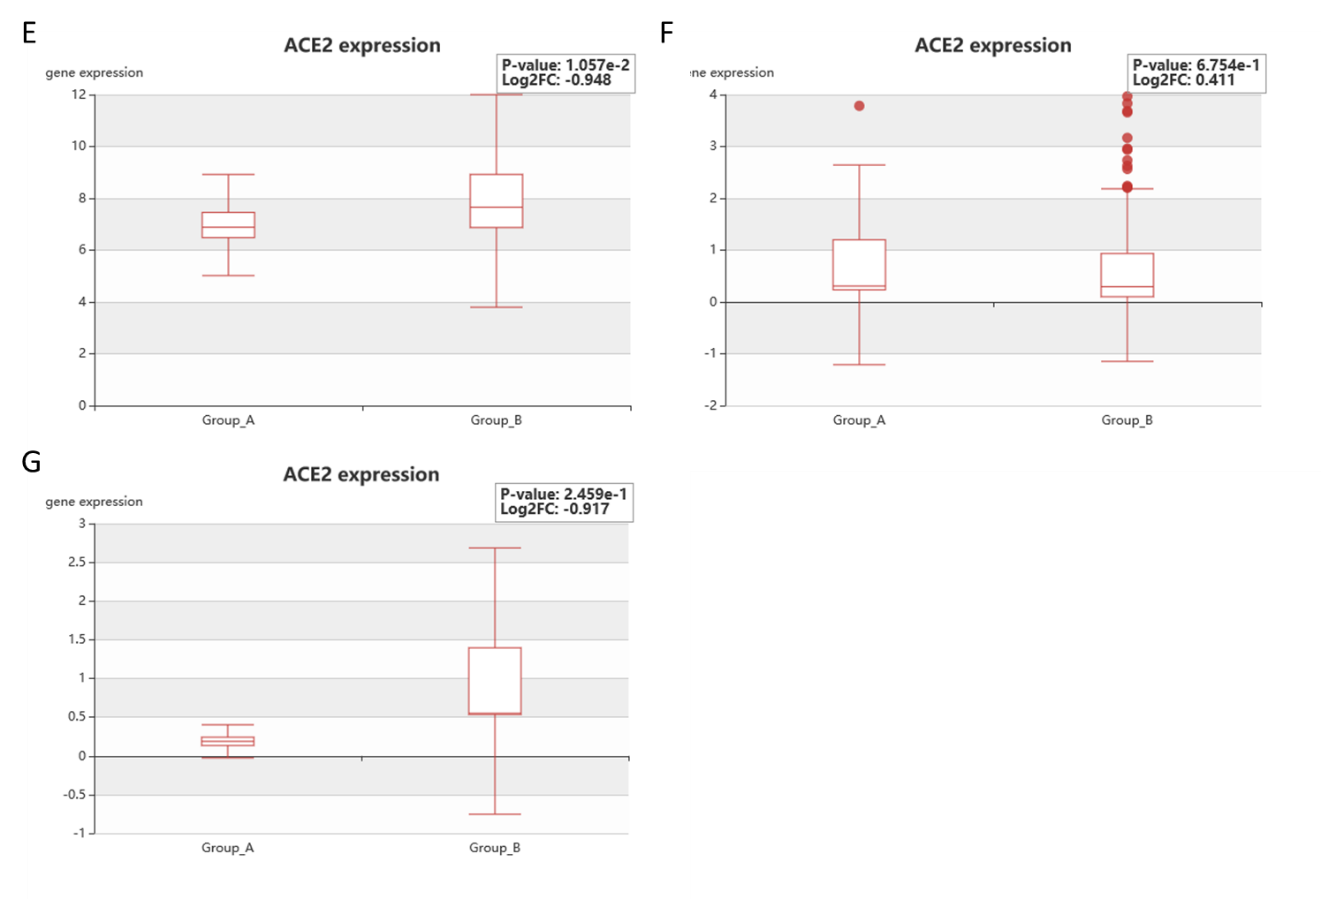 E
ACE2 expression
gene expression
P-value: 1.057e-2
Log2FC: -0.948
12
10
8
6
4
2
0
Group_A
Group_B
F
ACE2 expression
ne expression
P-value: 6.754e-1
Log2FC: 0.411
4
3
2
1
0
-1
-2
Group_A
Group_B
G
ACE2 expression
gene expression
P-value: 2.459e-1
Log2FC: -0.917
3
2.5
2
1.5
1
0.5
0
-0.5
-1
Group_A
Group_B